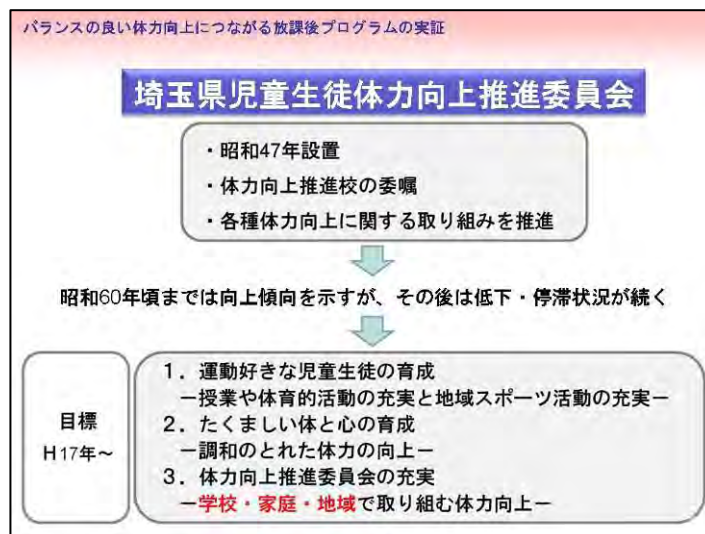 バランスの良い体力向上につながる放課後プログラムの実証
埼玉県児童生徒体力向上推進委員会
・昭和47年設置
・体力向上推進校の委嘱
・各種体力向上に関する取り組みを推進
昭和60年頃までは向上傾向を示すが、その後は低下・停滞状況が続く
目標
H17年～
1．運動好きな児童生徒の育成
－授業や体育的活動の充実と地域スポーツ活動の充実－
2．たくましい体と心の育成
－調和のとれた体力の向上－
3．体力向上推進委員会の充実
－学校・家庭・地域で取り組む体力向上－